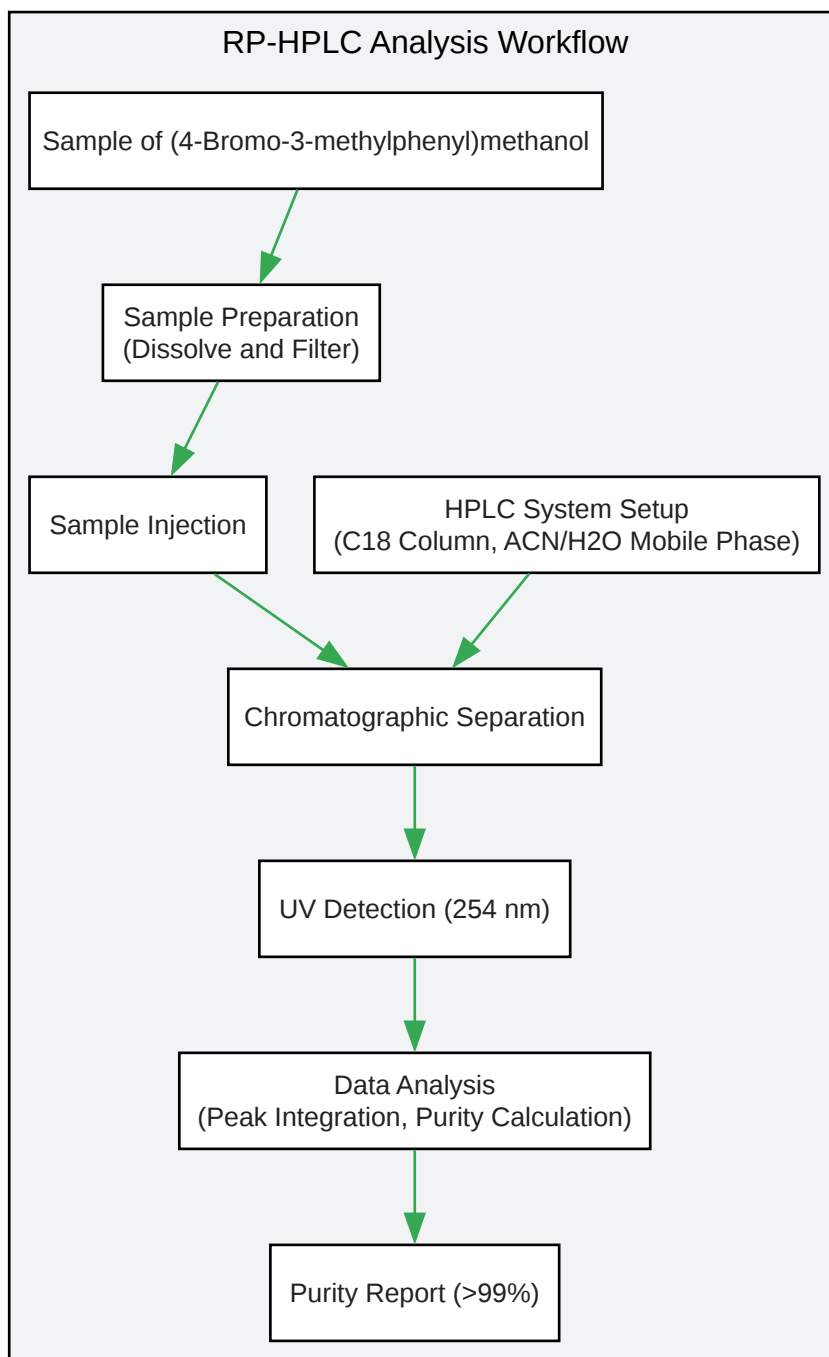 RP-HPLC Analysis Workflow
Sample of (4-Bromo-3-methylphenyl)methanol
Sample Preparation
(Dissolve and Filter)
Sample Injection
HPLC System Setup
(C18 Column, ACN/H2O Mobile Phase)
Chromatographic Separation
UV Detection (254 nm)
Data Analysis
(Peak Integration, Purity Calculation)
Purity Report (>99%)